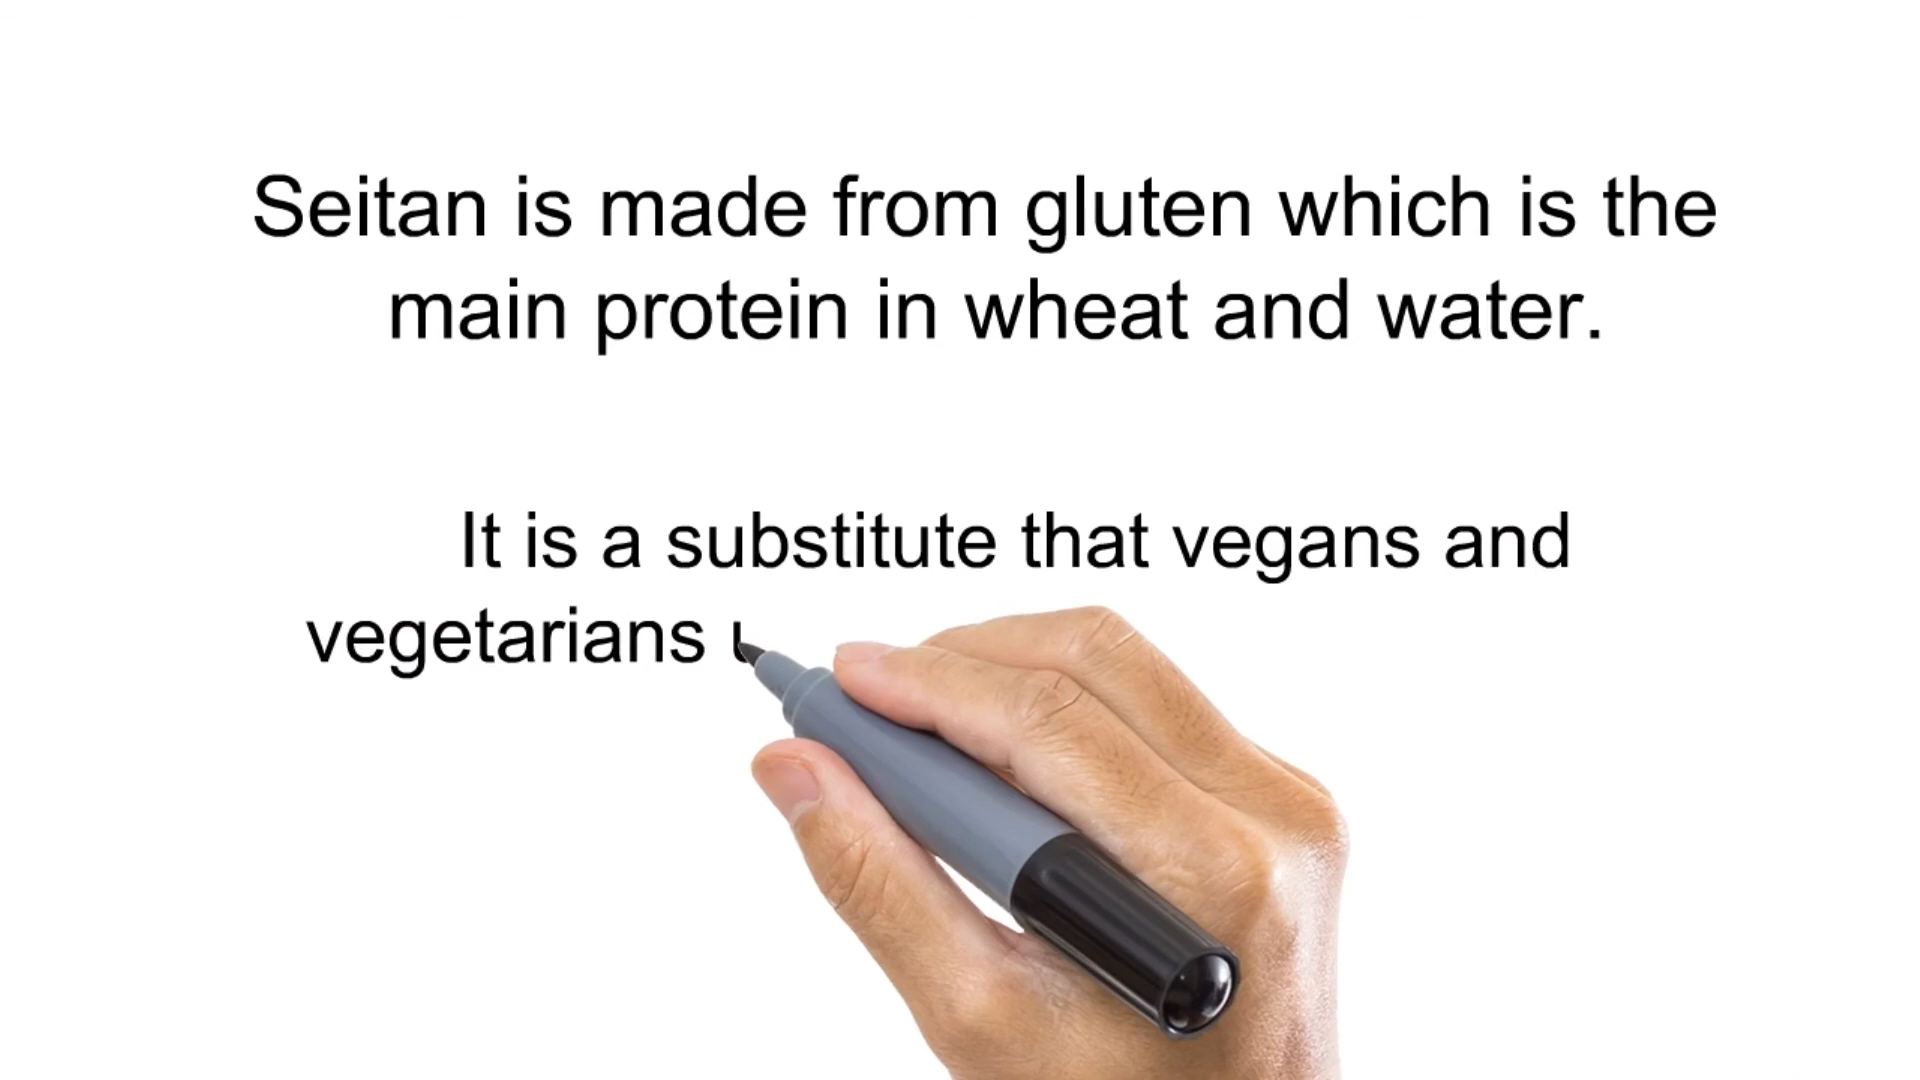 Seitan is made from gluten which is the
main protein in wheat and water.
It is a substitute that vegans and
vegetarians